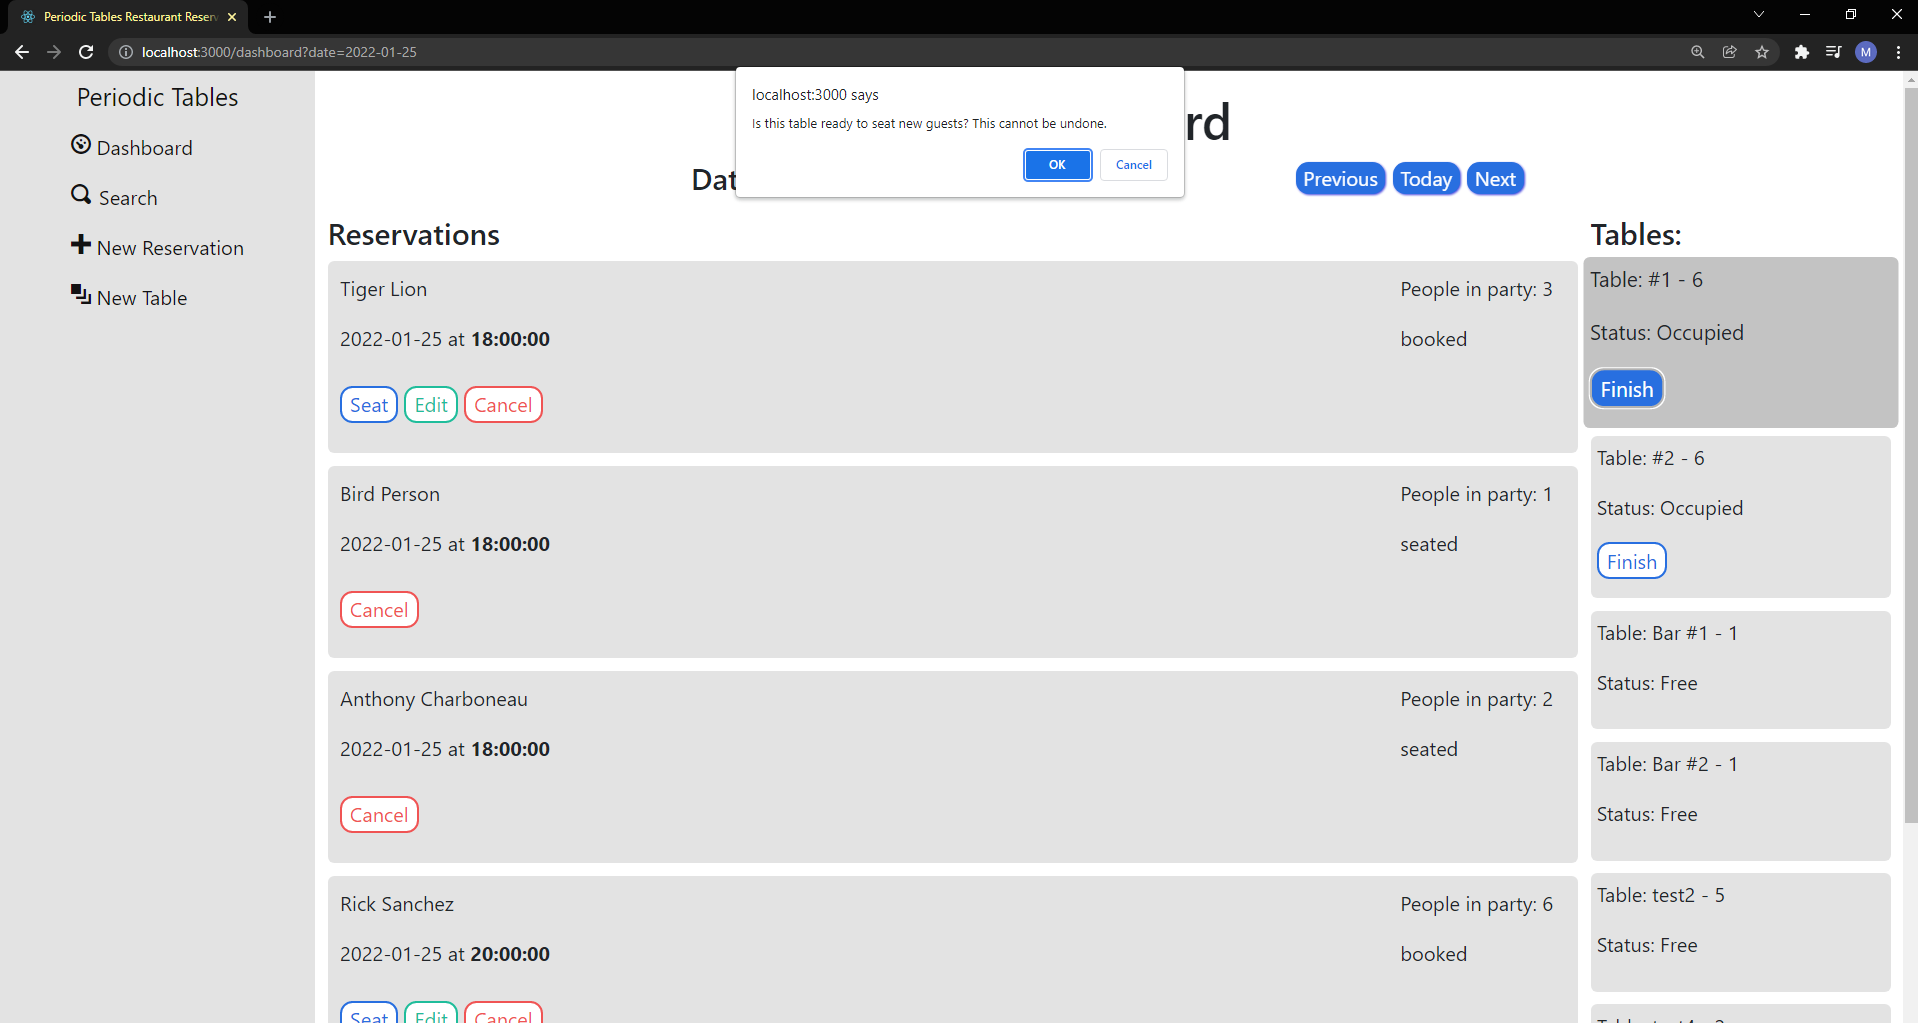 Periodic Tables Restaurant Reser
localhost:3000/dashboard?date=2022-01-25
M
localhost:3000 says
Is this table ready to seat new guests? This cannot be undone.
OK
Cancel
Periodic Tables
Dashboard
Search
New Reservation
New Table
rd
Dat
Previous
Today
Next
Reservations
Tiger Lion
People in party: 3
2022-01-25 at 18:00:00
booked
Seat
Edit
Cancel
Bird Person
People in party: 1
2022-01-25 at 18:00:00
seated
Cancel
Anthony Charboneau
People in party: 2
2022-01-25 at 18:00:00
seated
Cancel
Rick Sanchez
People in party: 6
2022-01-25 at 20:00:00
booked
Seat
Edit
Cancel
Tables:
Table: #1 - 6
Status: Occupied
Finish
Table: #2 - 6
Status: Occupied
Finish
Table: Bar #1 - 1
Status: Free
Table: Bar #2 - 1
Status: Free
Table: test2 - 5
Status: Free